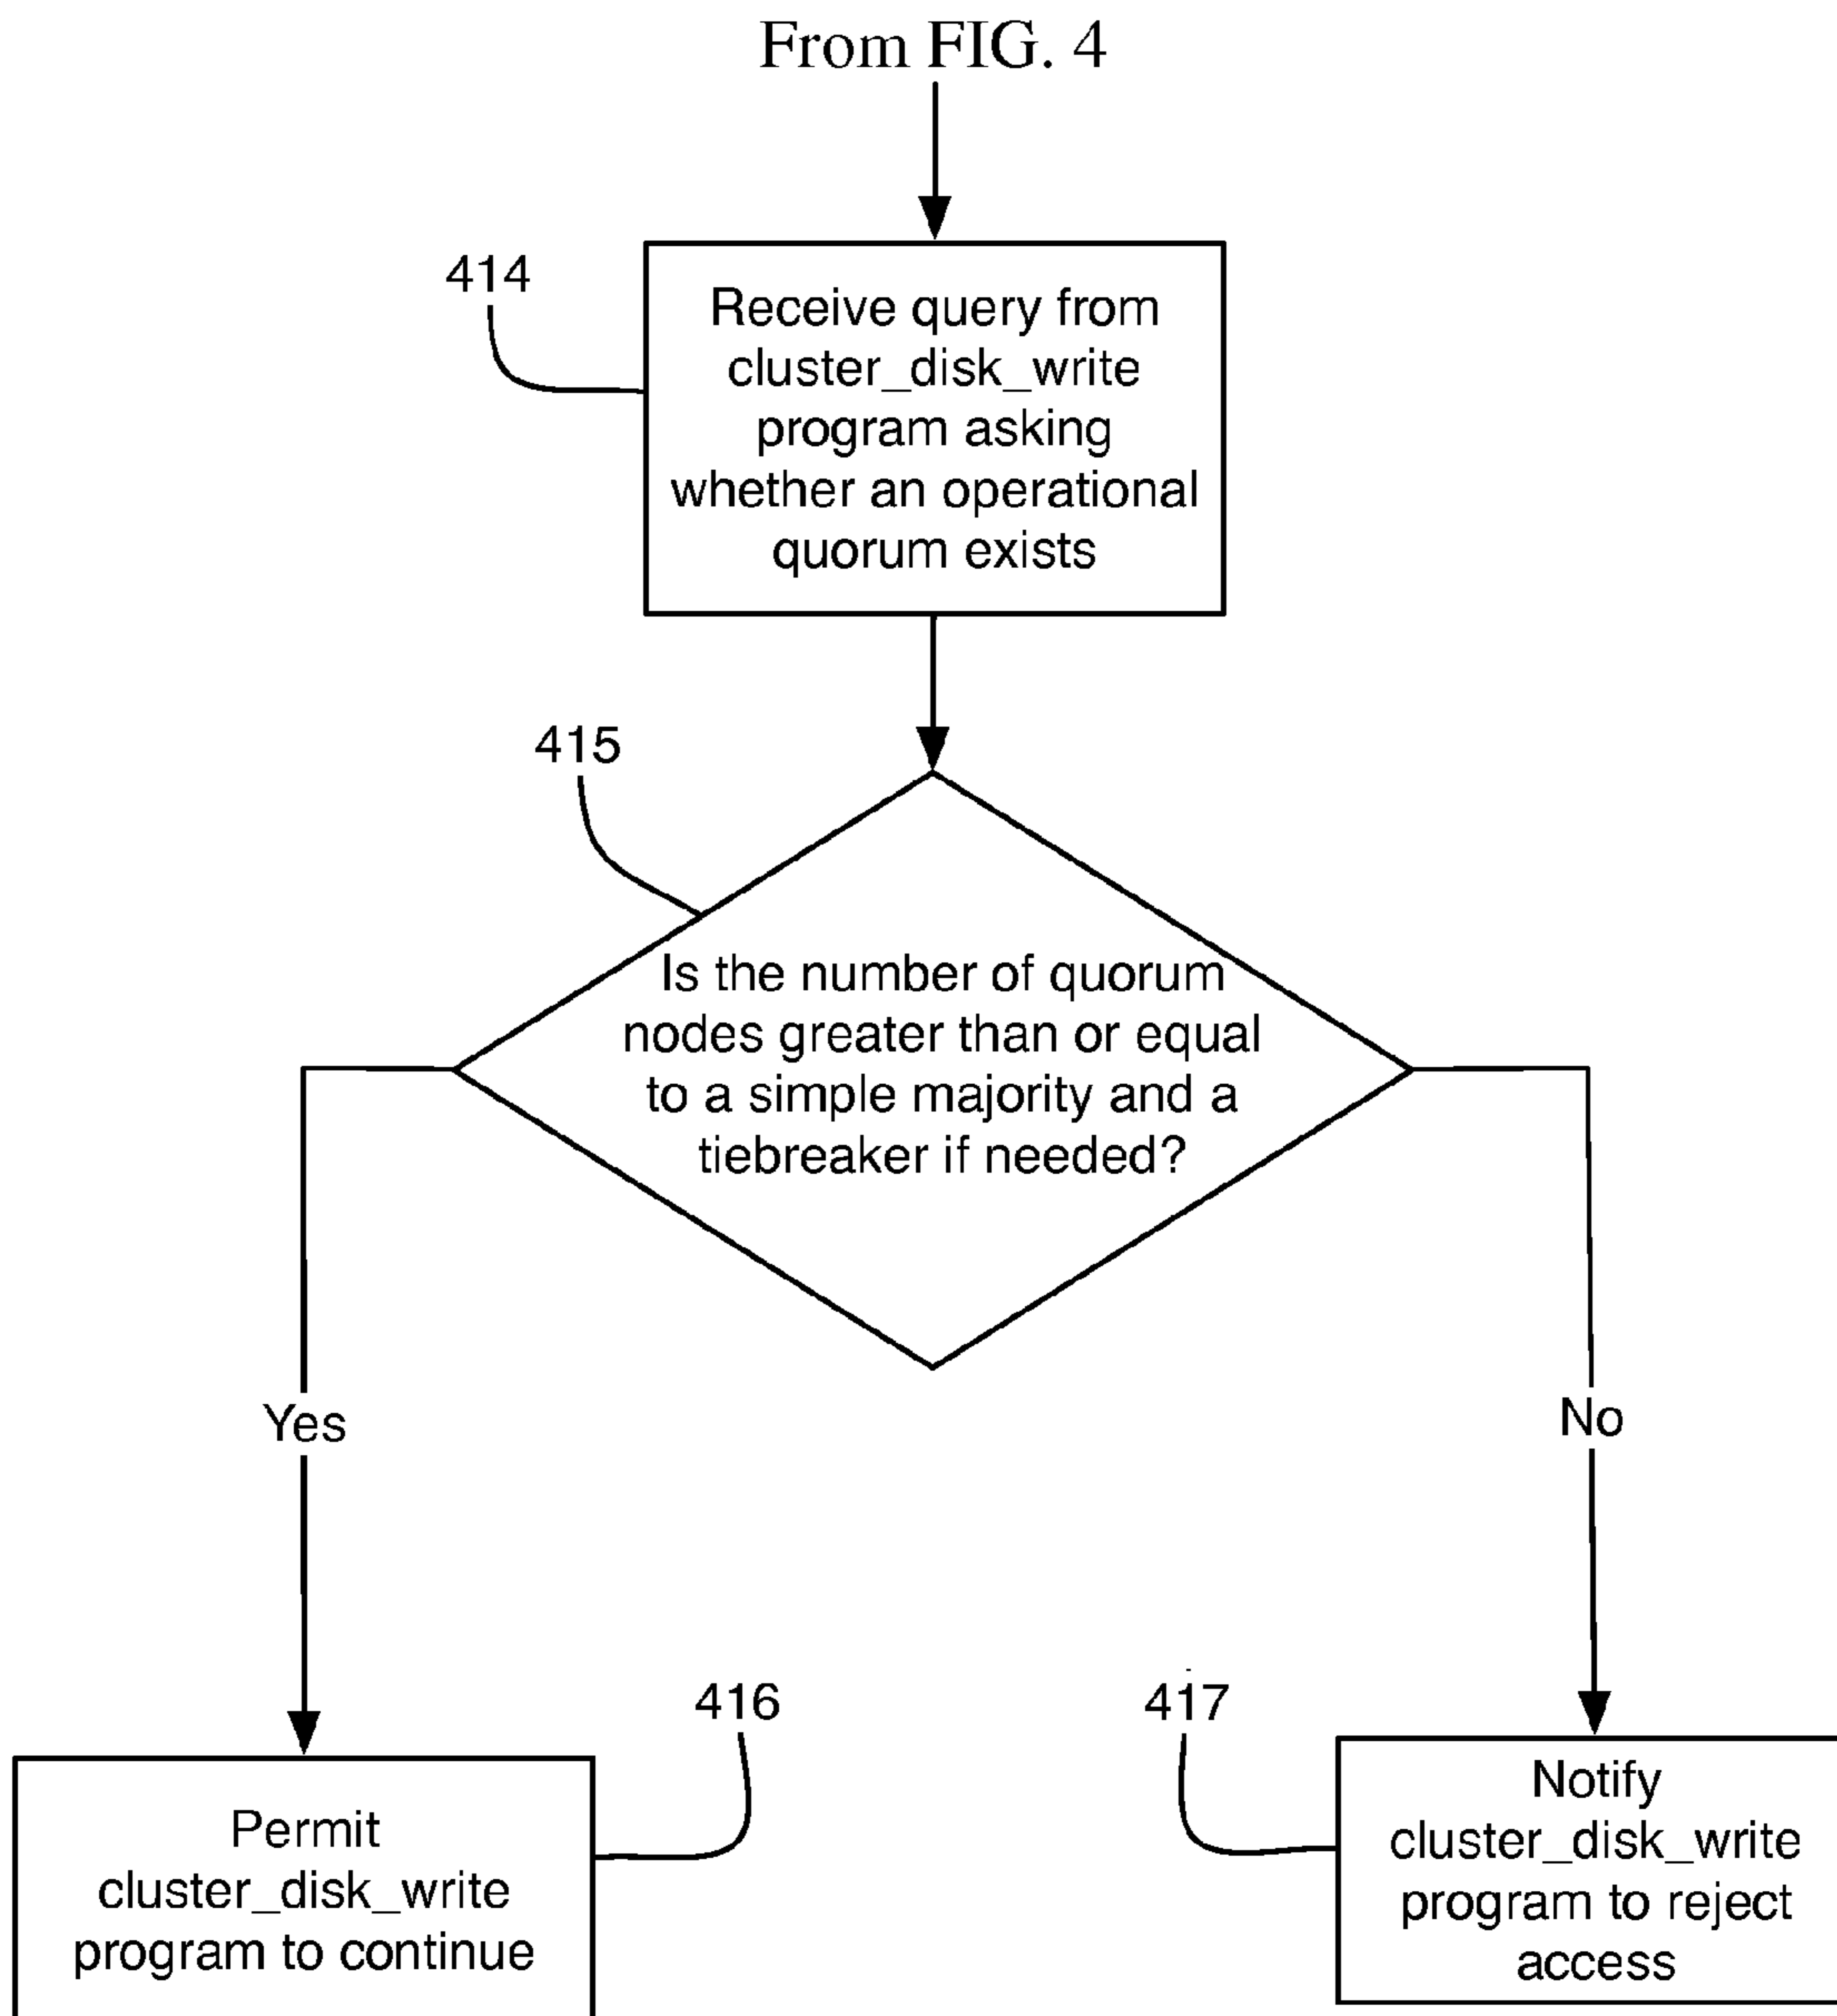 From FIG. 4
414
Receive query from
cluster_disk_write
program asking
whether an operational
quorum exists
415
Is the number of quorum
nodes greater than or equal
to a simple majority and a
tiebreaker if needed?
Yes
No
416
Permit
cluster_disk_write
program to continue
417
Notify
cluster_disk_write
program to reject
access